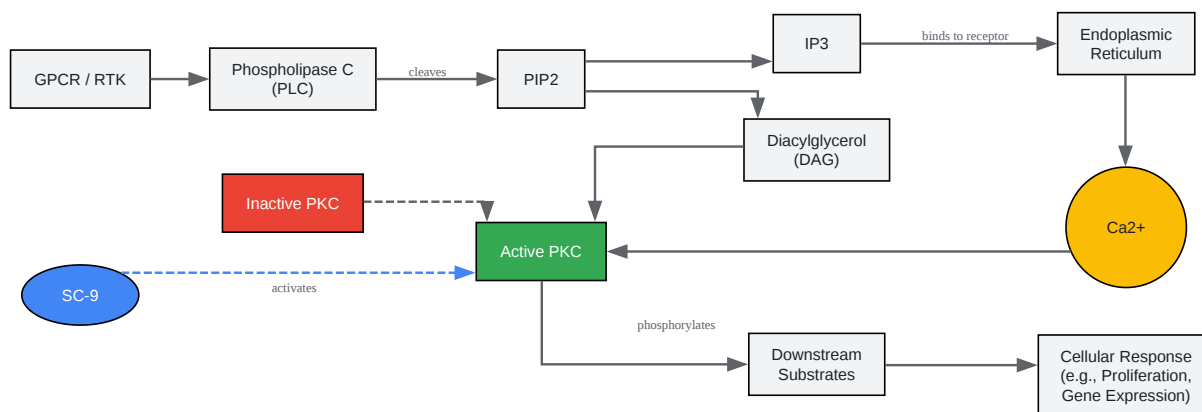 IP3
binds to receptor
Endoplasmic
Reticulum
GPCR / RTK
Phospholipase C
(PLC)
cleaves
PIP2
Diacylglycerol
(DAG)
Inactive PKC
Active PKC
Ca2+
SC-9
activates
phosphorylates
Downstream
Substrates
Cellular Response
(e.g., Proliferation,
Gene Expression)